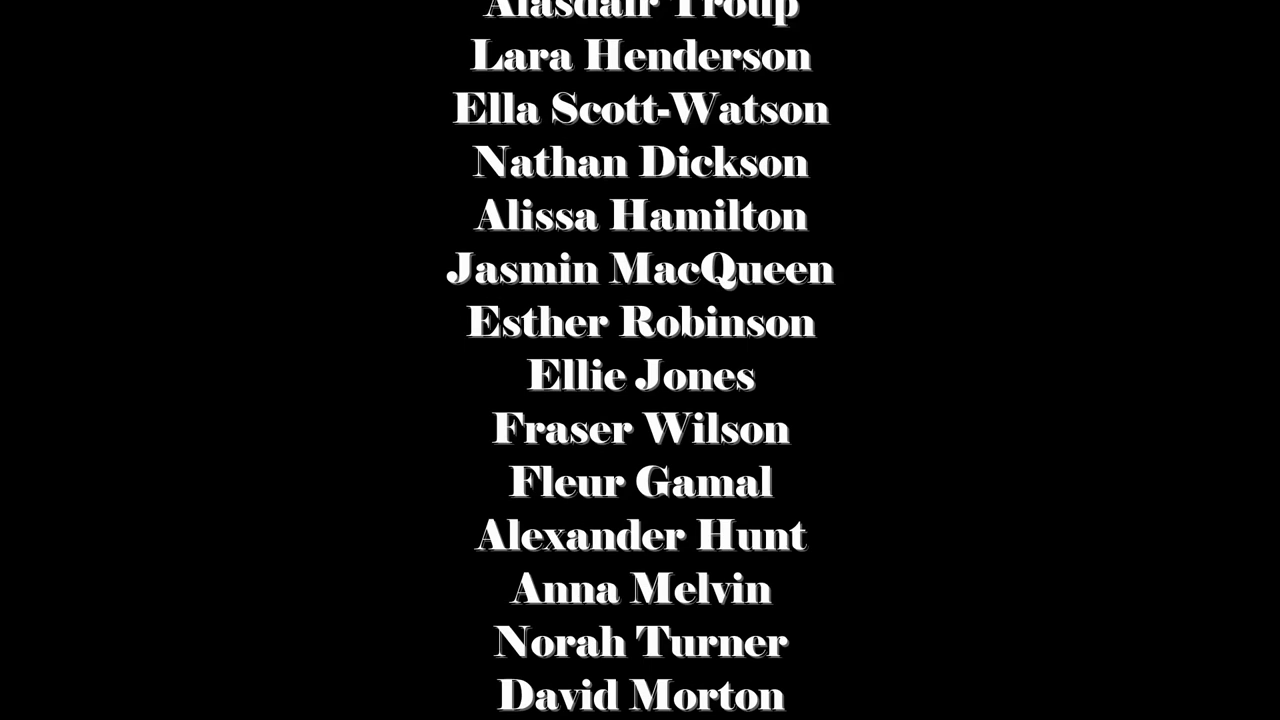 Alasdair Troup
Lara Henderson
Ella Scott-Watson
Nathan Dickson
Alissa Hamilton
Jasmin MacQueen
Esther Robinson
Ellie Jones
Fraser Wilson
Fleur Gamal
Alexander Hunt
Anna Melvin
Norah Turner
David Morton